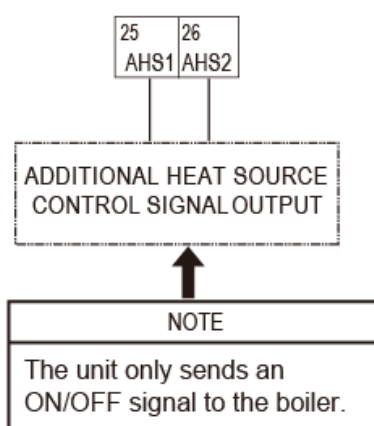 25 26
AHS1 AHS2
ADDITIONAL HEAT SOURCE
CONTROL SIGNAL OUTPUT
NOTE
The unit only sends an
ON/OFF signal to the boiler.